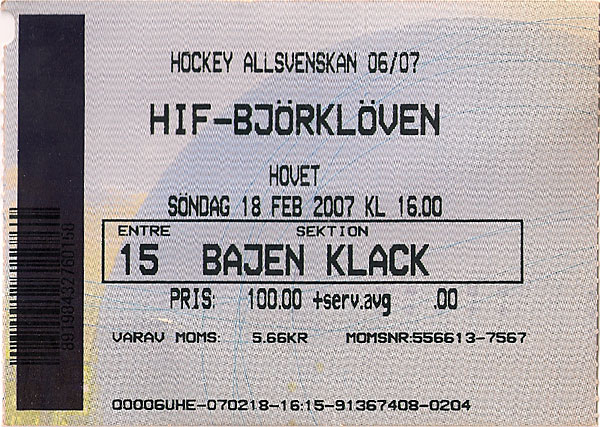 HOCKEY ALLSVENSKAN 06/07
HIF-BJÖRKLÖVEN
HOVET
SÖNDAG 18 FEB 2007 KL 16.00
ENTRE SEKTION
15 BAJEN KLACK
PRIS: 100.00 +serv.avg .00
VARAV MOMS: 5.66KR MOMSNR:556613-7567
00006UHE-070218-16:15-91367408-0204